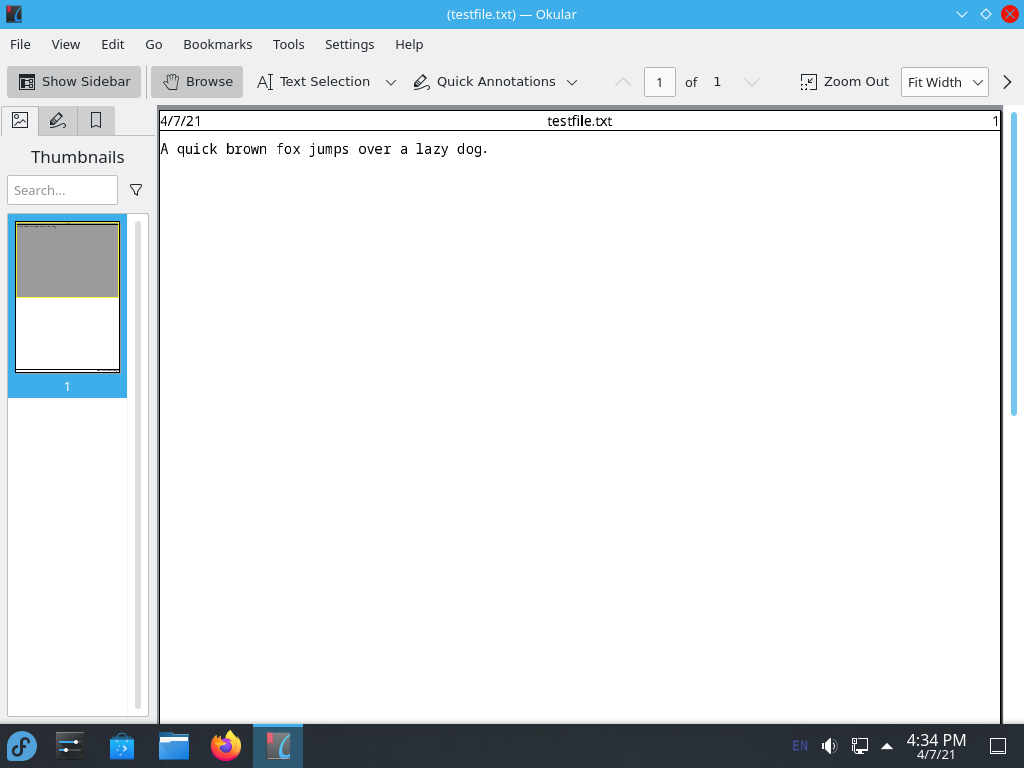 (testfile.txt) — Okular
File View Edit Go Bookmarks Tools Settings Help
Show Sidebar Browse Text Selection Quick Annotations 1 of 1 Zoom Out Fit Width
Thumbnails
Search...
1
4/7/21 testfile.txt 1
A quick brown fox jumps over a lazy dog.
EN 4:34 PM
4/7/21